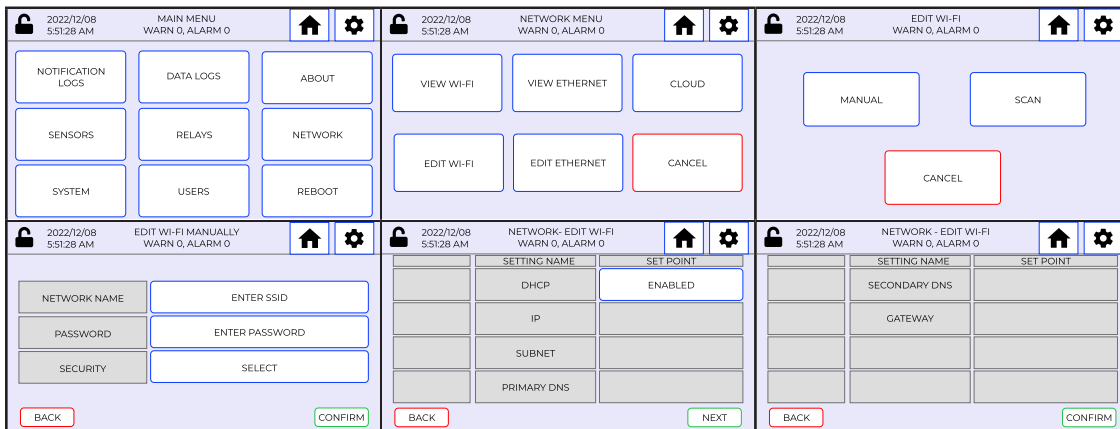 2022/12/08
5:51:28 AM
MAIN MENU
WARN 0, ALARM 0
NOTIFICATION
LOGS
DATA LOGS
ABOUT
SENSORS
RELAYS
NETWORK
SYSTEM
USERS
REBOOT
2022/12/08
5:51:28 AM
NETWORK MENU
WARN 0, ALARM 0
VIEW WI-FI
VIEW ETHERNET
CLOUD
EDIT WI-FI
EDIT ETHERNET
CANCEL
2022/12/08
5:51:28 AM
EDIT WI-FI
WARN 0, ALARM 0
MANUAL
SCAN
CANCEL
2022/12/08
5:51:28 AM
EDIT WI-FI MANUALLY
WARN 0, ALARM 0
NETWORK NAME
ENTER SSID
PASSWORD
ENTER PASSWORD
SECURITY
SELECT
BACK
CONFIRM
2022/12/08
5:51:28 AM
NETWORK- EDIT WI-FI
WARN 0, ALARM 0
SETTING NAME
SET POINT
DHCP
ENABLED
IP
SUBNET
PRIMARY DNS
BACK
NEXT
2022/12/08
5:51:28 AM
NETWORK - EDIT WI-FI
WARN 0, ALARM 0
SETTING NAME
SET POINT
SECONDARY DNS
GATEWAY
BACK
CONFIRM